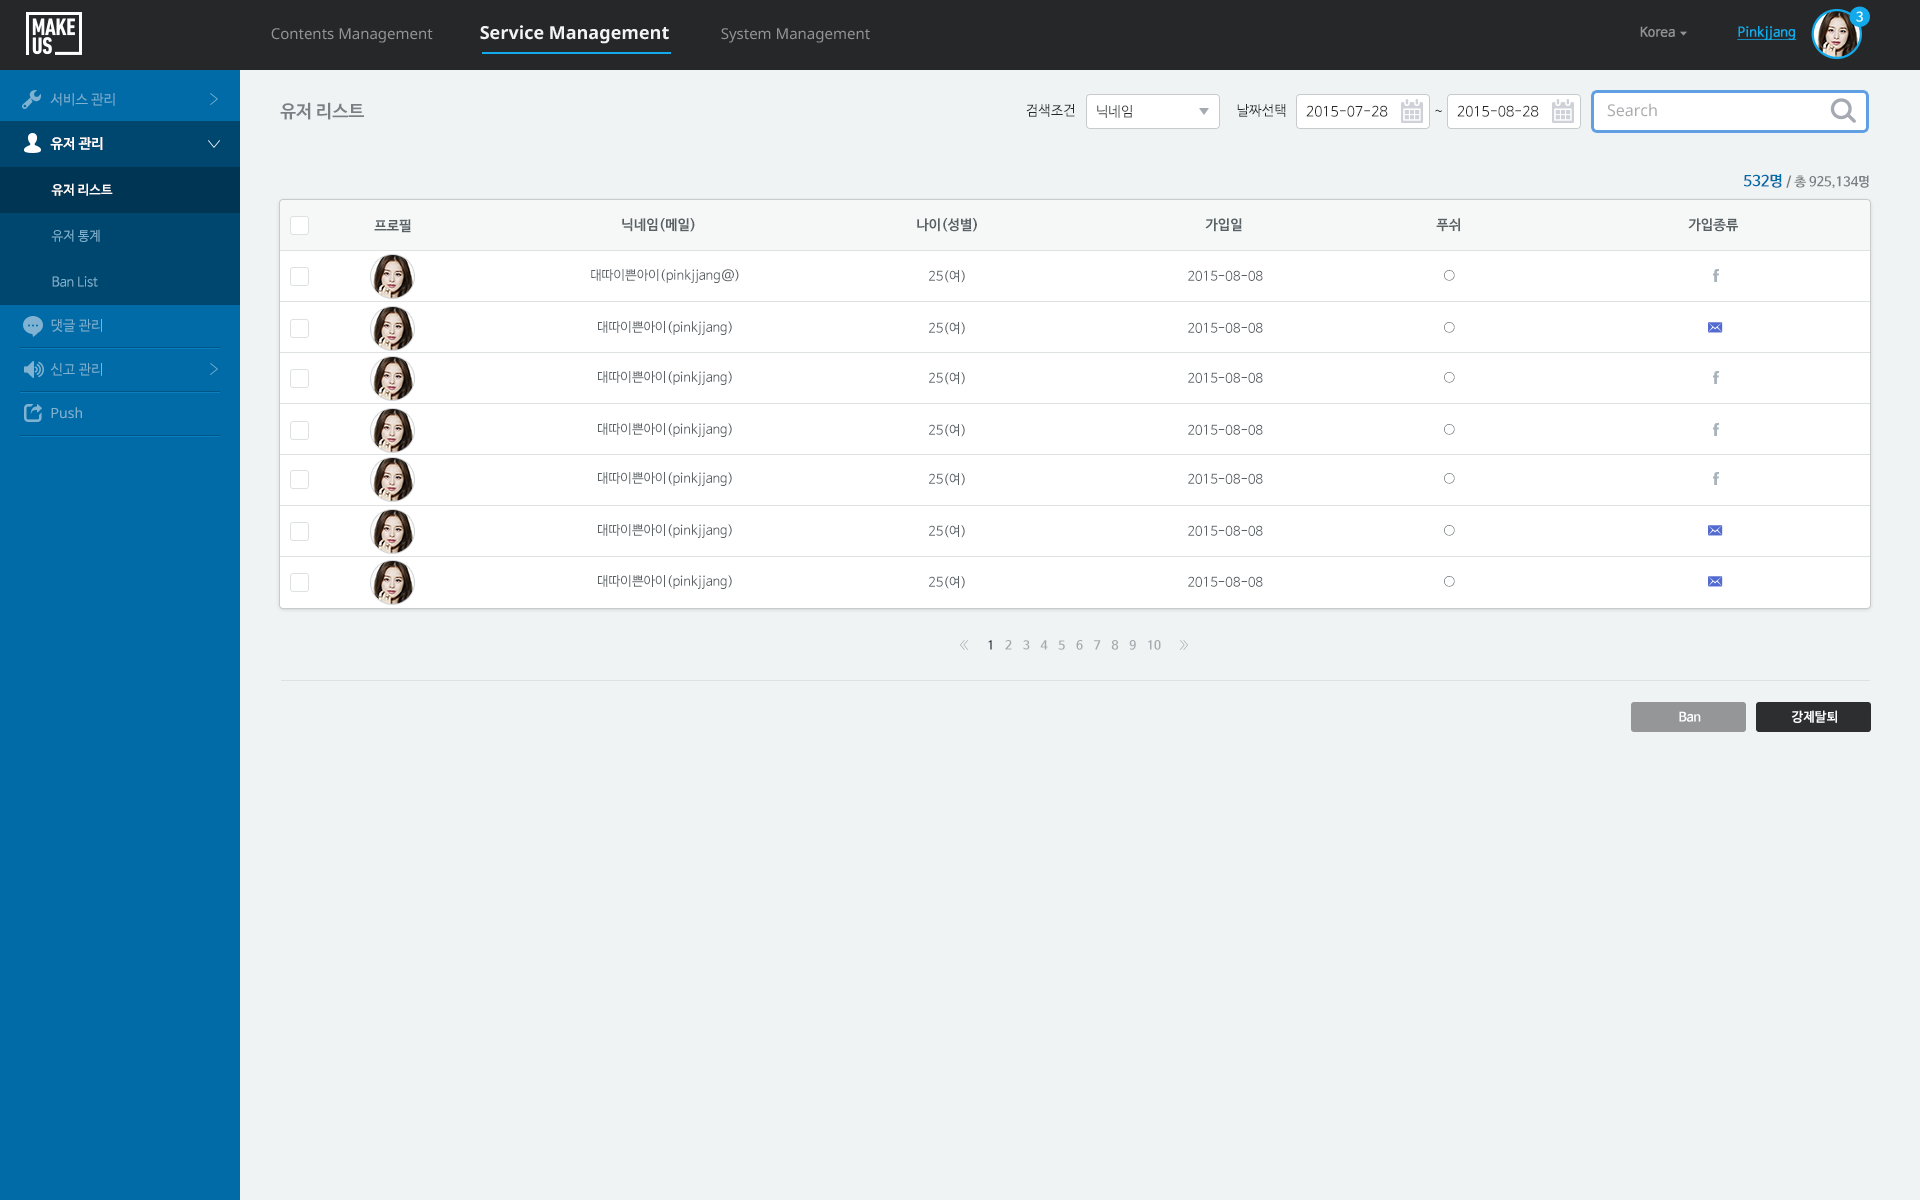 MAKE
US
Contents Management
Service Management
System Management
Korea
Pinkjjang
3
서비스 관리
유저 관리
유저 리스트
유저 통계
Ban List
댓글 관리
신고 관리
Push
유저 리스트
검색조건
닉네임
날짜선택
2015-07-28
~
2015-08-28
Search
532명 / 총 925,134명
프로필 닉네임(메일) 나이(성별) 가입일 푸쉬 가입종류
대따이쁜아이(pinkjjang@) 25(여) 2015-08-08 ○ f
대따이쁜아이(pinkjjang) 25(여) 2015-08-08 ○
대따이쁜아이(pinkjjang) 25(여) 2015-08-08 ○ f
대따이쁜아이(pinkjjang) 25(여) 2015-08-08 ○ f
대따이쁜아이(pinkjjang) 25(여) 2015-08-08 ○ f
대따이쁜아이(pinkjjang) 25(여) 2015-08-08 ○
대따이쁜아이(pinkjjang) 25(여) 2015-08-08 ○
« 1 2 3 4 5 6 7 8 9 10 »
Ban
강제탈퇴